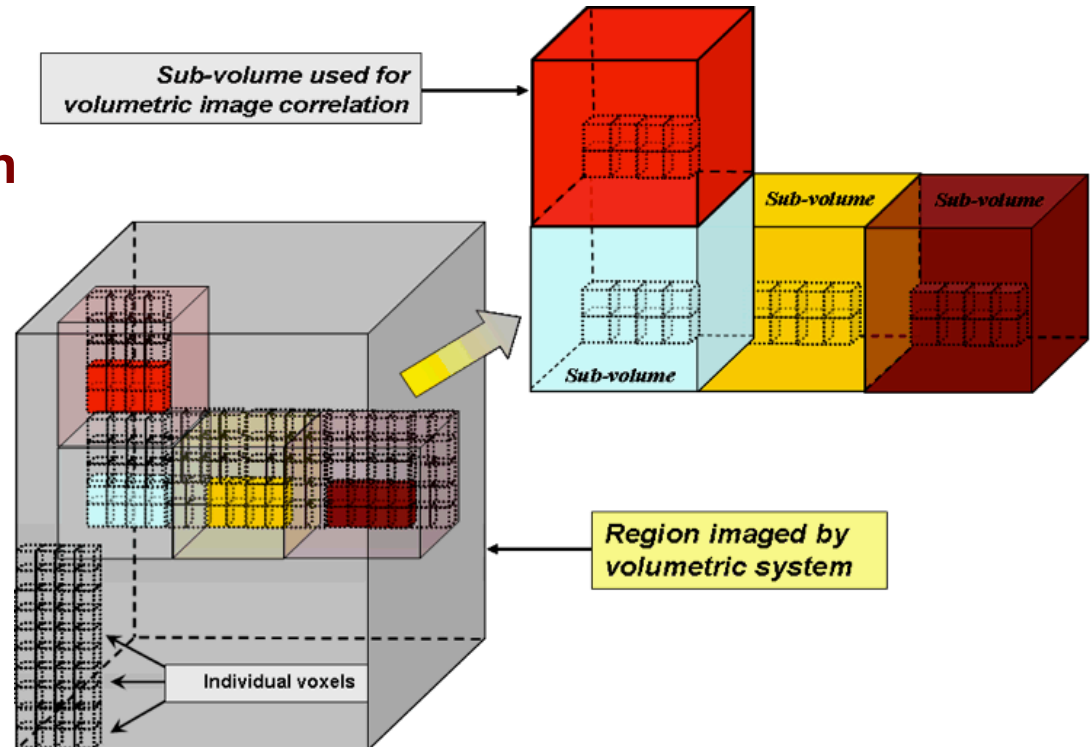 Sub-volume used for
volumetric image correlation
n
Sub-volume
Sub-volume
Sub-volume
Region imaged by
volumetric system
Individual voxels